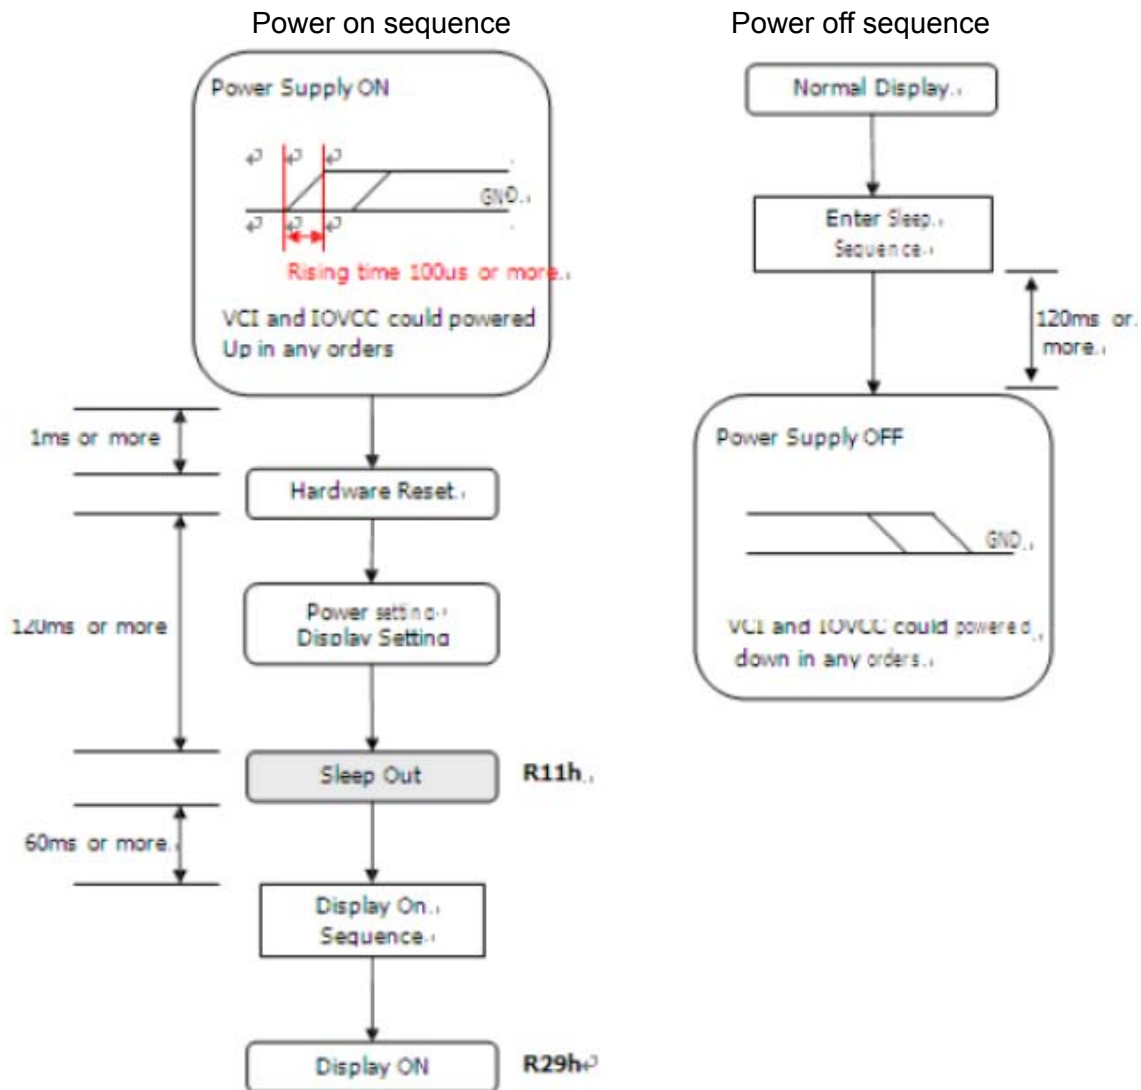 Power on sequence
Power Supply ON
GND
Rising time 100us or more.
VCI and IOVCC could powered
Up in any orders
1ms or more
Hardware Reset.
120ms or more
Power setting
Display Setting
Sleep Out
R11h
60ms or more.
Display On.
Sequence.
Display ON
R29h
Power off sequence
Normal Display.
Enter Sleep.
Sequence.
120ms or.
more.
Power Supply OFF
GND.
VCI and IOVCC could powered
down in any orders.